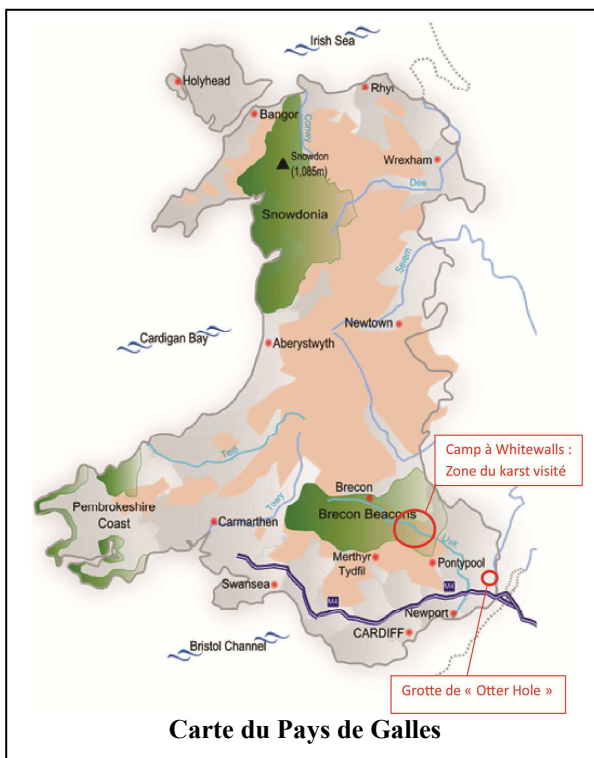 Irish Sea
Holyhead
Rhyl
Bangor
Conwy
Snowdon
(1,085m)
Wrexham
Dee
Snowdonia
Severn
Newtown
Cardigan Bay
Aberystwyth
Camp à Whitewalls :
Zone du karst visité
Teifi
Towy
Brecon
Pembrokeshire
Coast
Brecon Beacons
Carmarthen
Usk
Merthyr
Tydfil
Pontypool
Swansea
M4
M4
Newport
CARDIFF
Bristol Channel
Grotte de « Otter Hole »
Carte du Pays de Galles